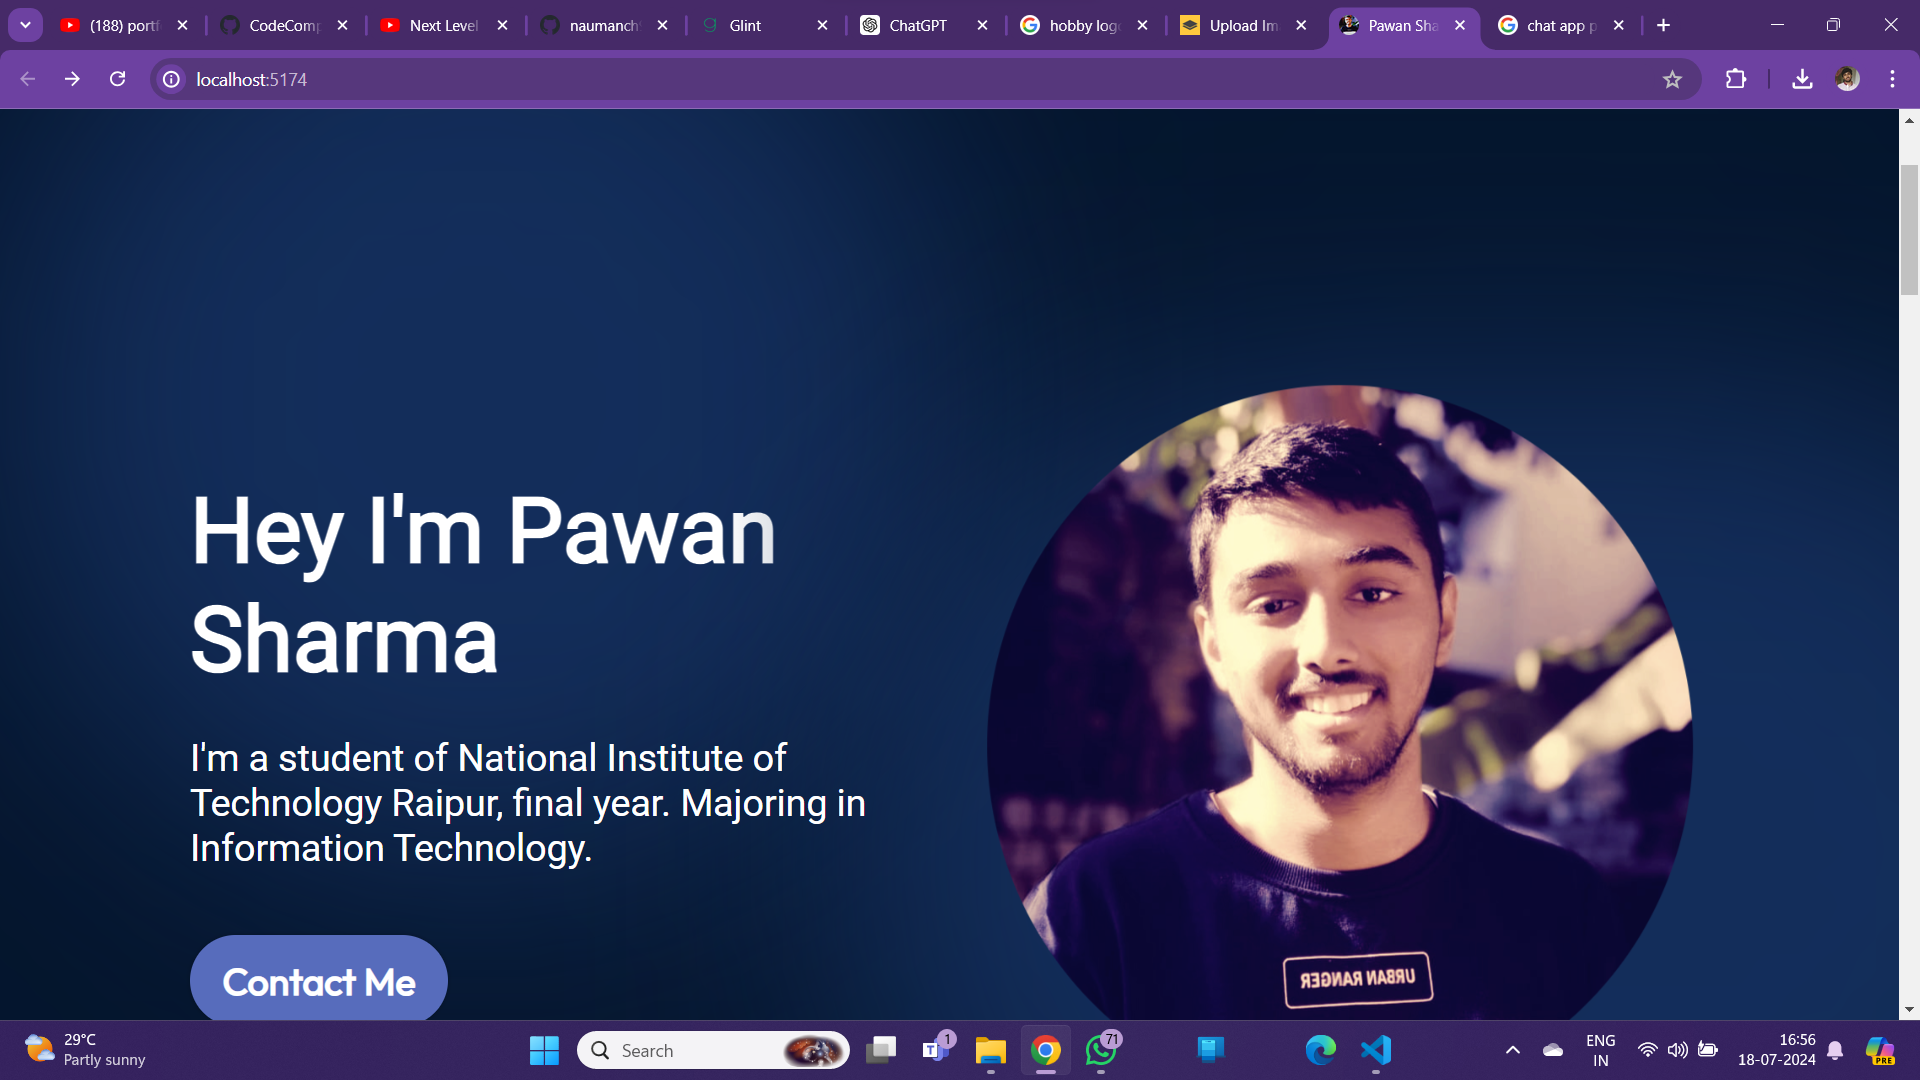 (188) portf
CodeComp
Next Level
naumanch
Glint
ChatGPT
hobby logo
Upload Im
Pawan Sha
chat app p
localhost:5174
Hey I'm Pawan
Sharma
I'm a student of National Institute of
Technology Raipur, final year. Majoring in
Information Technology.
Contact Me
URBAN RANGER
29°C
Partly sunny
Search
1
71
ENG
IN
16:56
18-07-2024
PRE